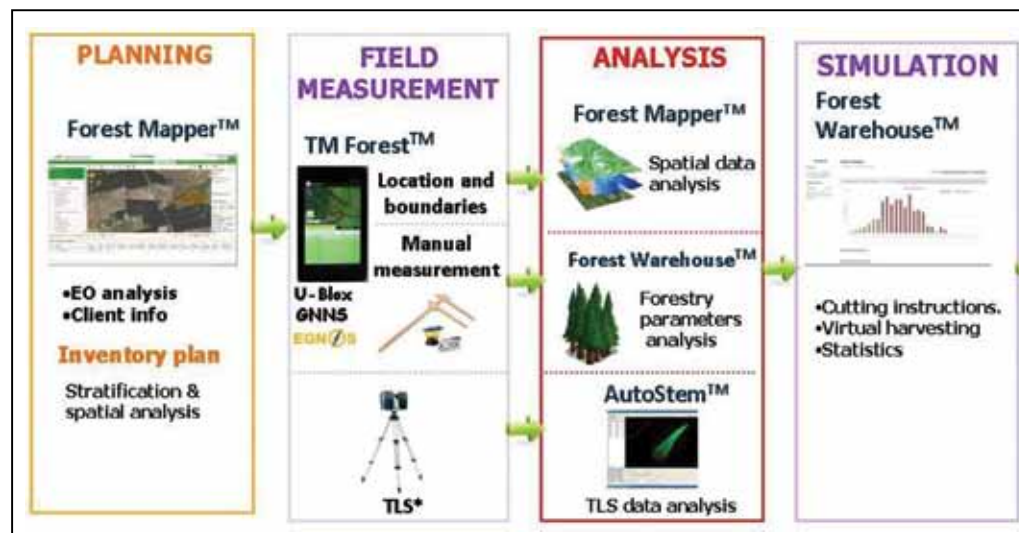 PLANNING
Forest Mapper™
•EO analysis
•Client info
Inventory plan
Stratification &
spatial analysis
FIELD
MEASUREMENT
TM Forest™
Location and
boundaries
Manual
measurement
U-Blox
GNNS
EGNOS
TLS*
ANALYSIS
Forest Mapper™
Spatial data
analysis
Forest Warehouse™
Forestry
parameters
analysis
AutoStem™
TLS data analysis
SIMULATION
Forest
Warehouse™
•Cutting instructions.
•Virtual harvesting
•Statistics